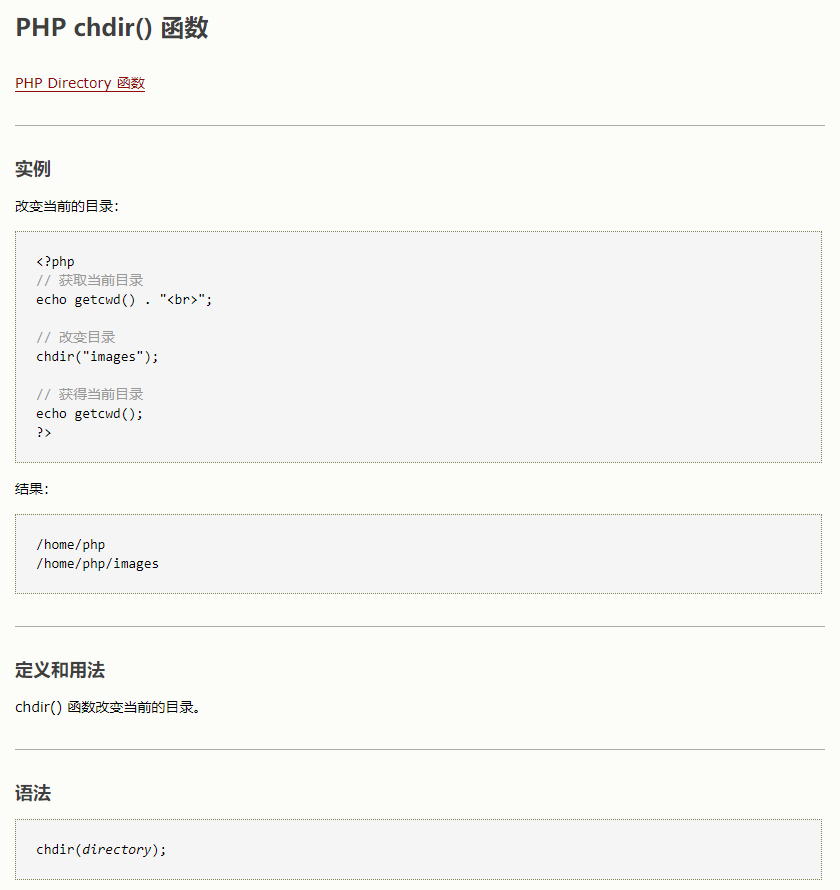 PHP chdir() 函数
PHP Directory 函数
实例
改变当前的目录：
<?php
// 获取当前目录
echo getcwd() . "<br>";
// 改变目录
chdir("images");
// 获得当前目录
echo getcwd();
?>
结果：
/home/php
/home/php/images
定义和用法
chdir() 函数改变当前的目录。
语法
chdir(directory);